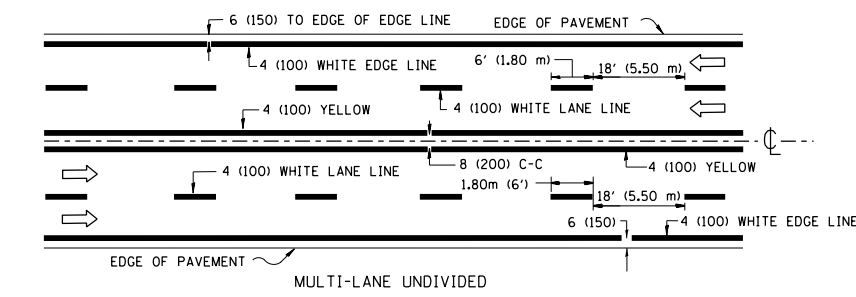 6 (150) TO EDGE OF EDGE LINE
EDGE OF PAVEMENT
4 (100) WHITE EDGE LINE
6' (1.80 m)
18' (5.50 m)
4 (100) YELLOW
4 (100) WHITE LANE LINE
℄
4 (100) WHITE LANE LINE
8 (200) C-C
4 (100) YELLOW
1.80m (6')
18' (5.50 m)
6 (150)
4 (100) WHITE EDGE LINE
EDGE OF PAVEMENT
MULTI-LANE UNDIVIDED